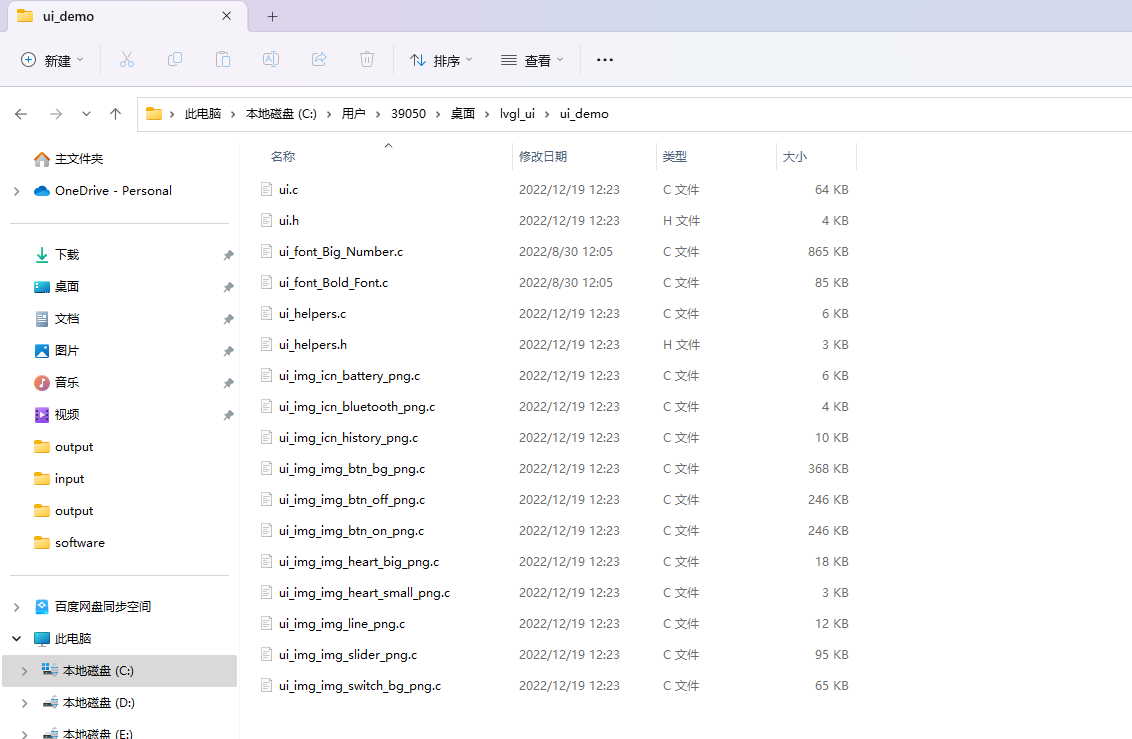 ui_demo
新建 排序 查看
此电脑 本地磁盘 (C:) 用户 39050 桌面 lvgl_ui ui_demo
主文件夹
OneDrive - Personal
下载
桌面
文档
图片
音乐
视频
output
input
output
software
百度网盘同步空间
此电脑
本地磁盘 (C:)
本地磁盘 (D:)
本地磁盘 (E:)
名称 修改日期 类型 大小
ui.c 2022/12/19 12:23 C 文件 64 KB
ui.h 2022/12/19 12:23 H 文件 4 KB
ui_font_Big_Number.c 2022/8/30 12:05 C 文件 865 KB
ui_font_Bold_Font.c 2022/8/30 12:05 C 文件 85 KB
ui_helpers.c 2022/12/19 12:23 C 文件 6 KB
ui_helpers.h 2022/12/19 12:23 H 文件 3 KB
ui_img_icn_battery_png.c 2022/12/19 12:23 C 文件 6 KB
ui_img_icn_bluetooth_png.c 2022/12/19 12:23 C 文件 4 KB
ui_img_icn_history_png.c 2022/12/19 12:23 C 文件 10 KB
ui_img_img_btn_bg_png.c 2022/12/19 12:23 C 文件 368 KB
ui_img_img_btn_off_png.c 2022/12/19 12:23 C 文件 246 KB
ui_img_img_btn_on_png.c 2022/12/19 12:23 C 文件 246 KB
ui_img_img_heart_big_png.c 2022/12/19 12:23 C 文件 18 KB
ui_img_img_heart_small_png.c 2022/12/19 12:23 C 文件 3 KB
ui_img_img_line_png.c 2022/12/19 12:23 C 文件 12 KB
ui_img_img_slider_png.c 2022/12/19 12:23 C 文件 95 KB
ui_img_img_switch_bg_png.c 2022/12/19 12:23 C 文件 65 KB